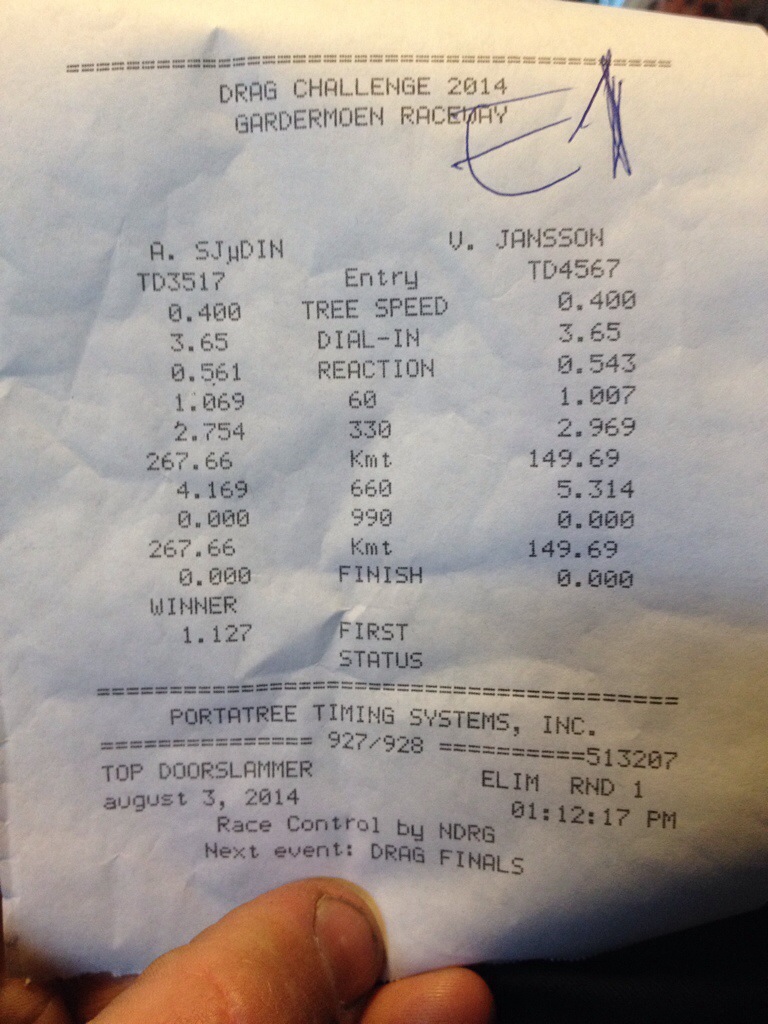 ========================================
DRAG CHALLENGE 2014
GARDERMOEN RACEWAY
E1
A. SJµDIN V. JANSSON
TD3517 Entry TD4567
0.400 TREE SPEED 0.400
3.65 DIAL-IN 3.65
0.561 REACTION 0.543
1.069 60 1.007
2.754 330 2.969
267.66 Kmt 149.69
4.169 660 5.314
0.000 990 0.000
267.66 Kmt 149.69
0.000 FINISH 0.000
WINNER
1.127 FIRST
STATUS
========================================
PORTATREE TIMING SYSTEMS, INC.
=============== 927/928 ==========513207
TOP DOORSLAMMER ELIM RND 1
august 3, 2014 01:12:17 PM
Race Control by NDRG
Next event: DRAG FINALS